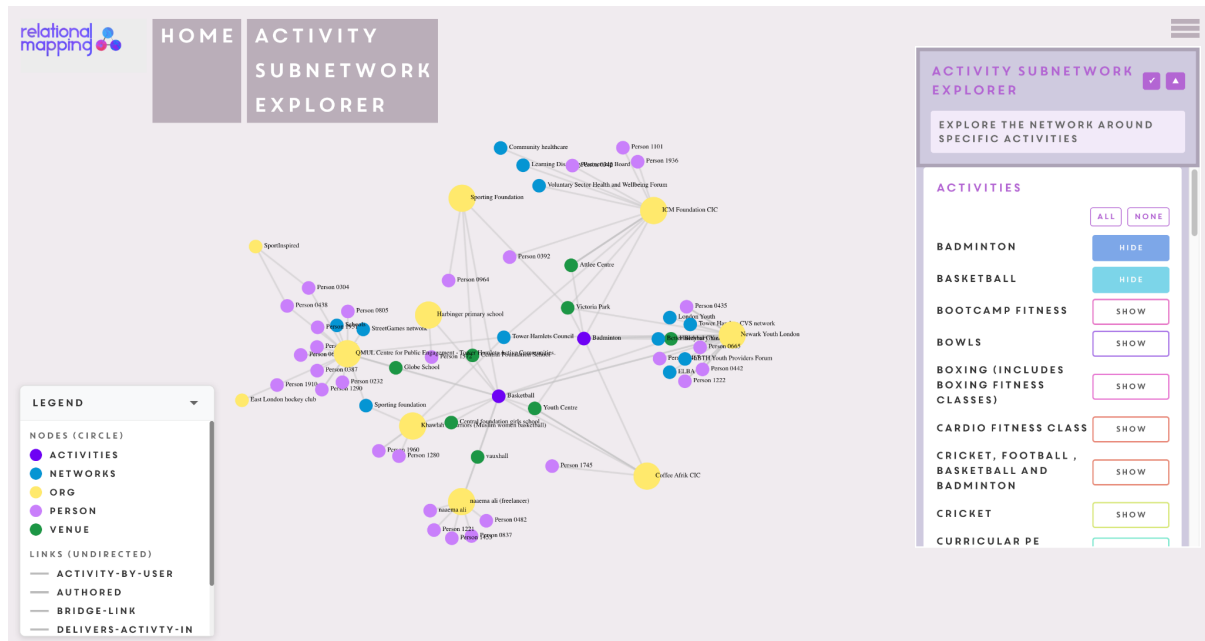 relational
mapping
HOME
ACTIVITY
SUBNETWORK
EXPLORER
ACTIVITY SUBNETWORK
EXPLORER
EXPLORE THE NETWORK AROUND
SPECIFIC ACTIVITIES
ACTIVITIES
ALL NONE
BADMINTON HIDE
BASKETBALL HIDE
BOOTCAMP FITNESS SHOW
BOWLS SHOW
BOXING (INCLUDES
BOXING FITNESS
CLASSES) SHOW
CARDIO FITNESS CLASS SHOW
CRICKET, FOOTBALL ,
BASKETBALL AND
BADMINTON SHOW
CRICKET SHOW
CURRICULAR PE
Community healthcare
Person 1101
Person 1936
Voluntary Sector Health and Wellbeing Forum
Sporting Foundation
ICM Foundation CIC
SportInspired
Person 0392
Attlee Centre
Person 0964
Person 0304
Person 0438
Person 0805
Victoria Park
Person 0435
Harbinger primary school
London Youth
StreetGames network
Tower Hamlets Council
Badminton
Newark Youth London
Person 0665
Globe School
Person 0387
Person 0232
Person 1910
Person 1290
ELBA
Person 0442
Person 1222
East London hockey club
Sporting foundation
Basketball
Youth Centre
Central foundation girls school
Person 1960
Person 1280
vauxhall
Person 1745
Coffee Afrik CIC
nauema ali (freelancer)
nauema ali
Person 0482
Person 1221
Person 0837
LEGEND
NODES (CIRCLE)
ACTIVITIES
NETWORKS
ORG
PERSON
VENUE
LINKS (UNDIRECTED)
ACTIVITY-BY-USER
AUTHORED
BRIDGE-LINK
DELIVERS-ACTIVTY-IN